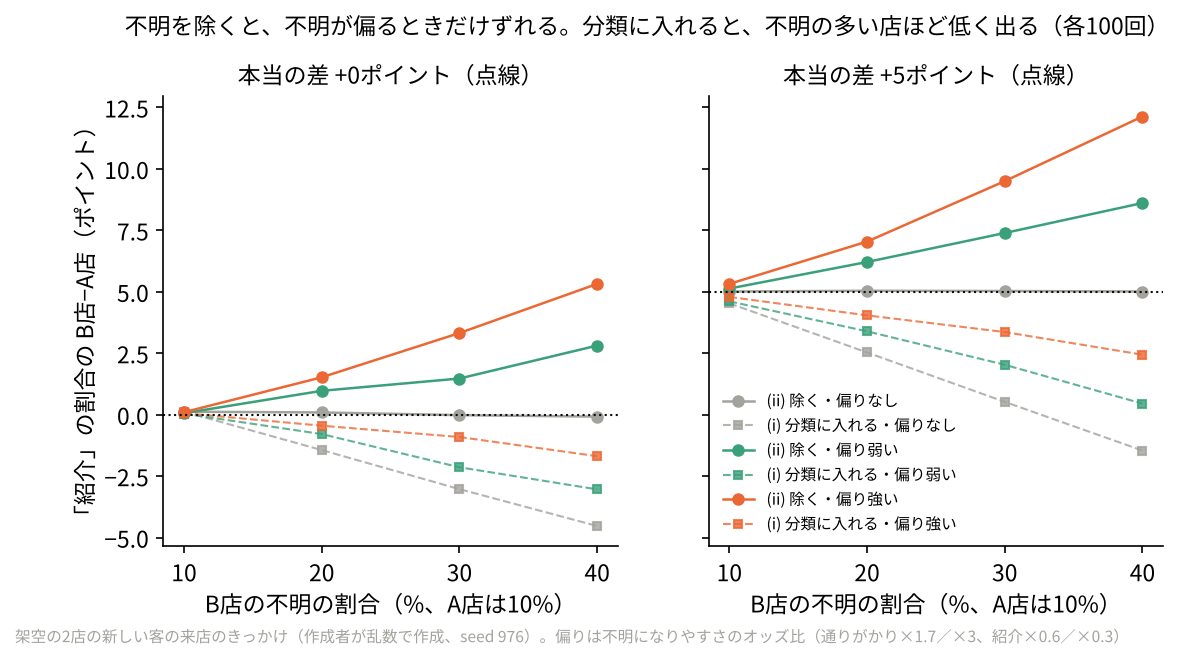 不明を除くと、不明が偏るときだけずれる。分類に入れると、不明の多い店ほど低く出る（各100回）
本当の差 +0ポイント（点線）
本当の差 +5ポイント（点線）
「紹介」の割合の B店−A店（ポイント）
12.5
10.0
7.5
5.0
2.5
0.0
−2.5
−5.0
10 20 30 40
10 20 30 40
B店の不明の割合（%、A店は10%）
B店の不明の割合（%、A店は10%）
(ii) 除く・偏りなし
(i) 分類に入れる・偏りなし
(ii) 除く・偏り弱い
(i) 分類に入れる・偏り弱い
(ii) 除く・偏り強い
(i) 分類に入れる・偏り強い
架空の2店の新しい客の来店のきっかけ（作成者が乱数で作成、seed 976）。偏りは不明になりやすさのオッズ比（通りがかり×1.7／×3、紹介×0.6／×0.3）